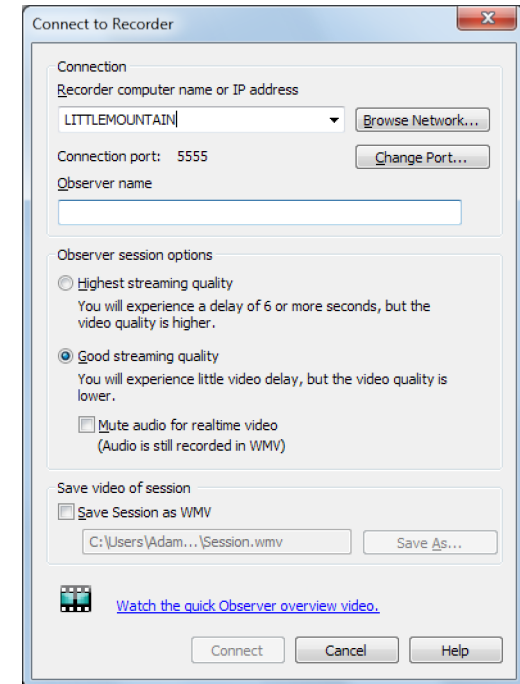 Connect to Recorder
Connection
Recorder computer name or IP address
LITTLEMOUNTAIN
Browse Network...
Connection port: 5555
Change Port...
Observer name
Observer session options
Highest streaming quality
You will experience a delay of 6 or more seconds, but the
video quality is higher.
Good streaming quality
You will experience little video delay, but the video quality is
lower.
Mute audio for realtime video
(Audio is still recorded in WMV)
Save video of session
Save Session as WMV
C:\Users\Adam...\Session.wmv
Save As...
Watch the quick Observer overview video.
Connect Cancel Help